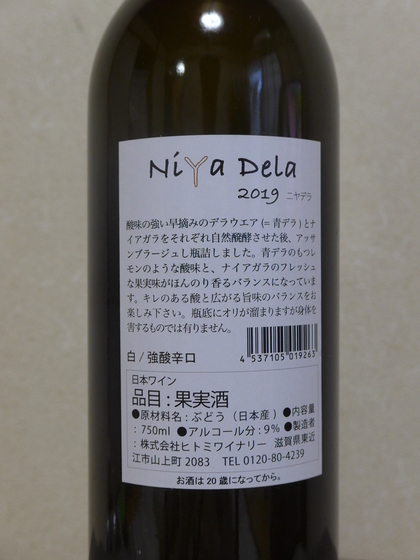 NiYa Dela
2019 ニヤデラ
酸味の強い早摘みのデラウエア(=青デラ)とナ
イアガラをそれぞれ自然醗酵させた後、アッサ
ンブラージュし瓶詰しました。青デラのもつレ
モンのような酸味と、ナイアガラのフレッシュ
な果実味がほんのり香るバランスになっていま
す。キレのある酸と広がる旨味のバランスをお
楽しみ下さい。瓶底にオリが溜まりますが身体を
害するものでは有りません。
白/強酸辛口
4537105019263
日本ワイン
品目:果実酒
●原材料名:ぶどう(日本産)●内容量
:750ml●アルコール分:9%●製造者
:株式会社ヒトミワイナリー 滋賀県東近
江市山上町2083 TEL 0120-80-4239
お酒は20歳になってから。